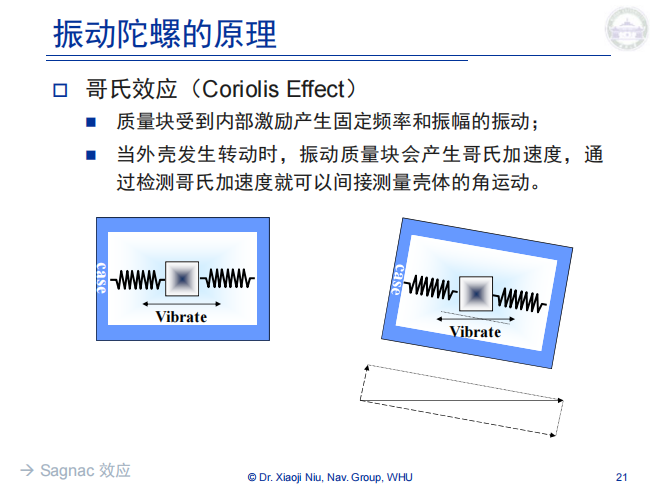 振动陀螺的原理
哥氏效应（Coriolis Effect）
质量块受到内部激励产生固定频率和振幅的振动；
当外壳发生转动时，振动质量块会产生哥氏加速度，通
过检测哥氏加速度就可以间接测量壳体的角运动。
case
Vibrate
case
Vibrate
→ Sagnac 效应
© Dr. Xiaoji Niu, Nav. Group, WHU
21